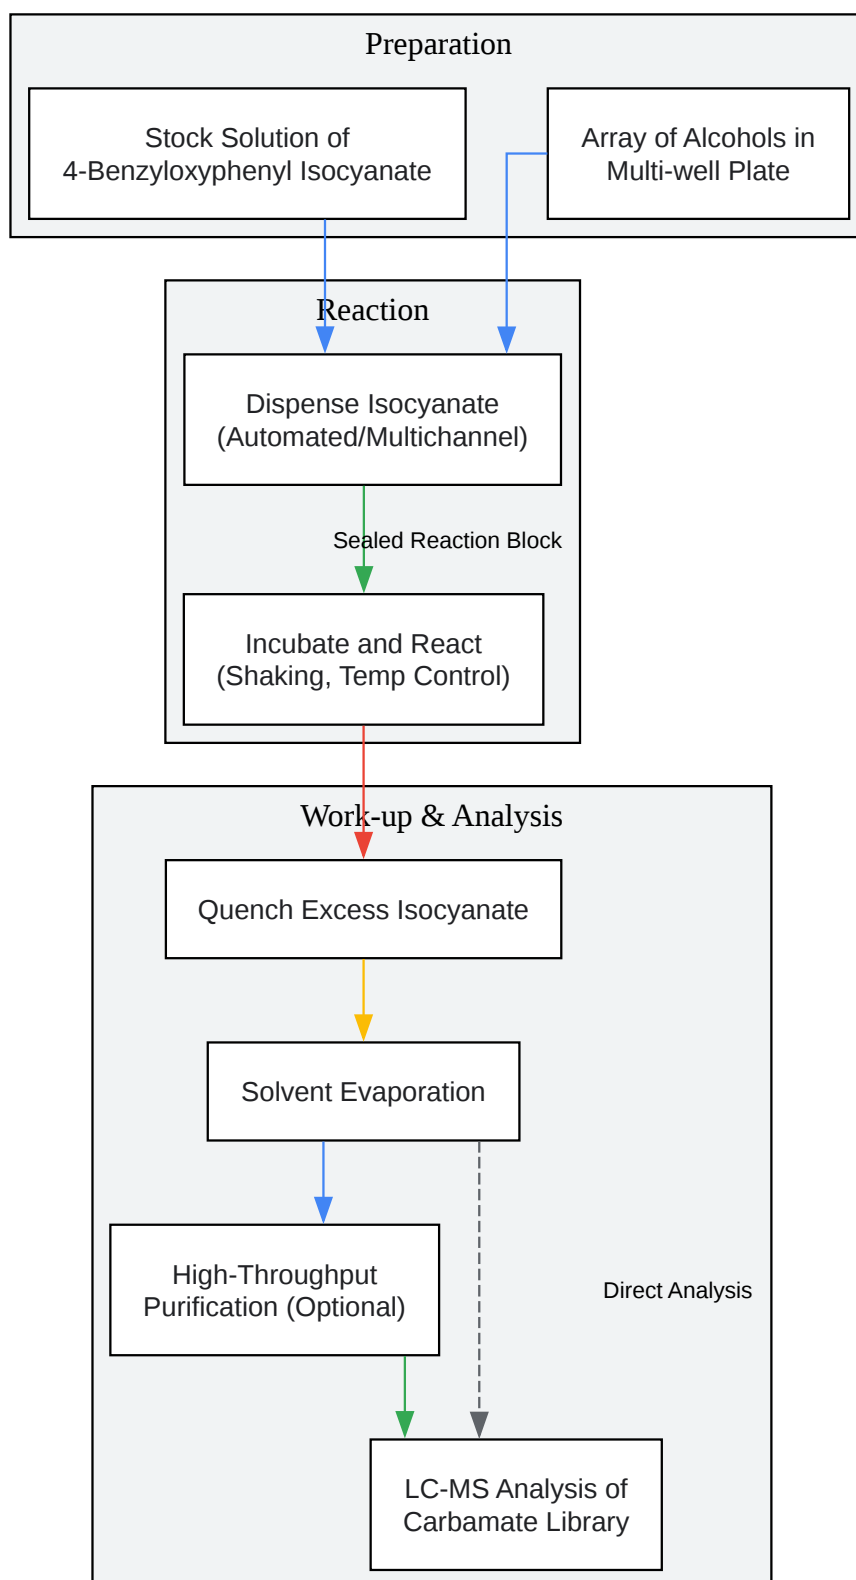 Preparation
Stock Solution of
4-Benzyloxyphenyl Isocyanate
Array of Alcohols in
Multi-well Plate
Reaction
Dispense Isocyanate
(Automated/Multichannel)
Sealed Reaction Block
Incubate and React
(Shaking, Temp Control)
Work-up & Analysis
Quench Excess Isocyanate
Solvent Evaporation
High-Throughput
Purification (Optional)
Direct Analysis
LC-MS Analysis of
Carbamate Library